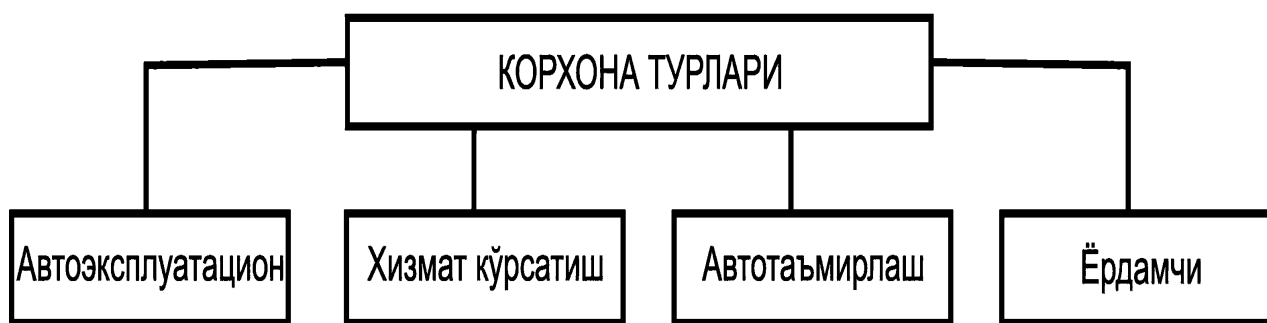 КОРХОНА ТУРЛАРИ
Автоэксплуатацион
Хизмат кўрсатиш
Автотаъмирлаш
Ёрдамчи